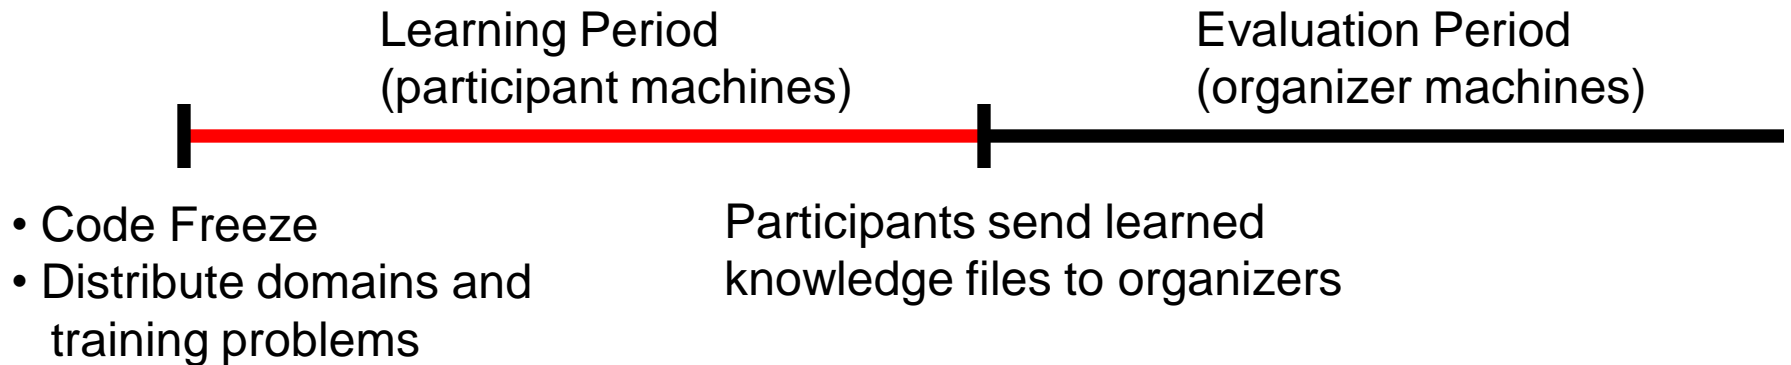 Learning Period
(participant machines)
Evaluation Period
(organizer machines)
• Code Freeze
• Distribute domains and
training problems
Participants send learned
knowledge files to organizers